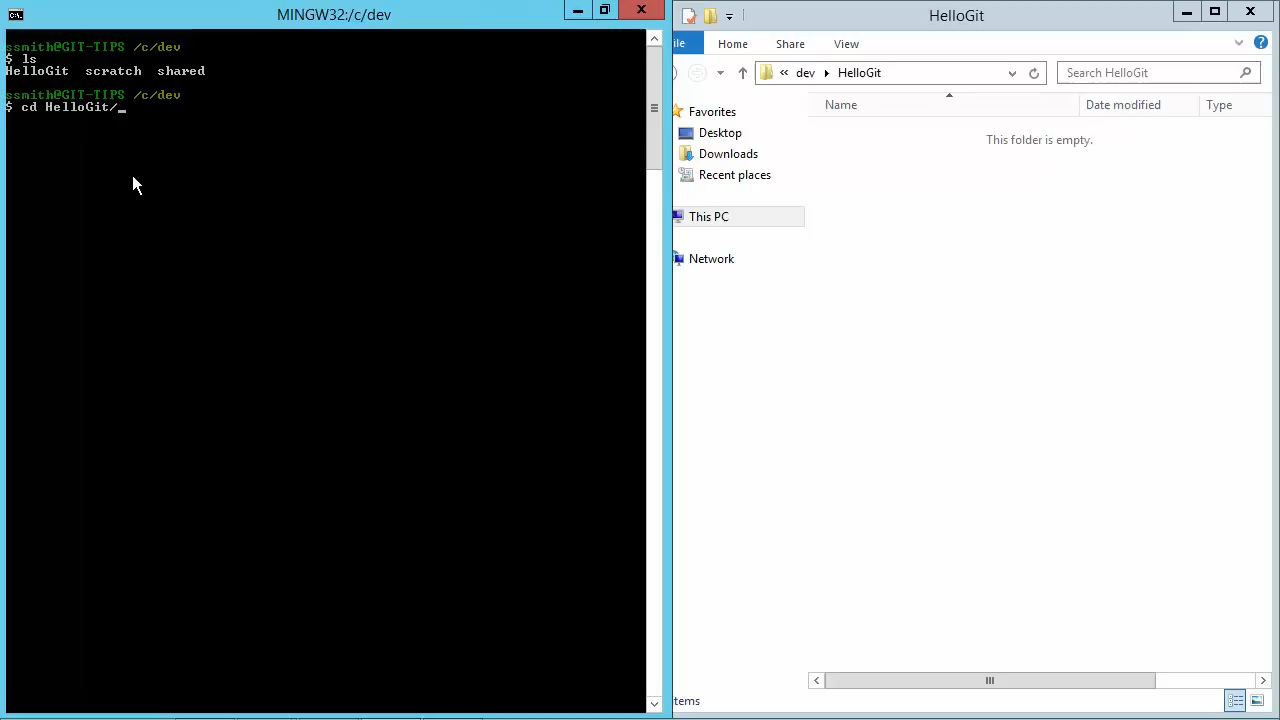 MINGW32:/c/dev
ssmith@GIT-TIPS /c/dev
$ ls
HelloGit scratch shared
ssmith@GIT-TIPS /c/dev
$ cd HelloGit/_
HelloGit
ile Home Share View
« dev HelloGit Search HelloGit
Name Date modified Type
This folder is empty.
Favorites
Desktop
Downloads
Recent places
This PC
Network
tems